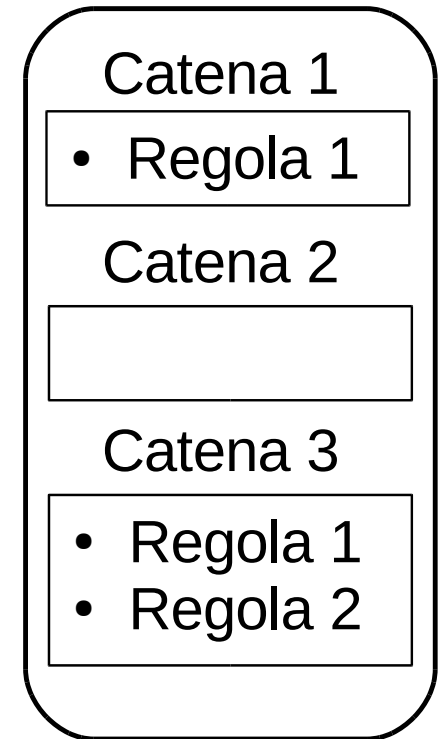 Catena 1
• Regola 1
Catena 2
Catena 3
• Regola 1
• Regola 2